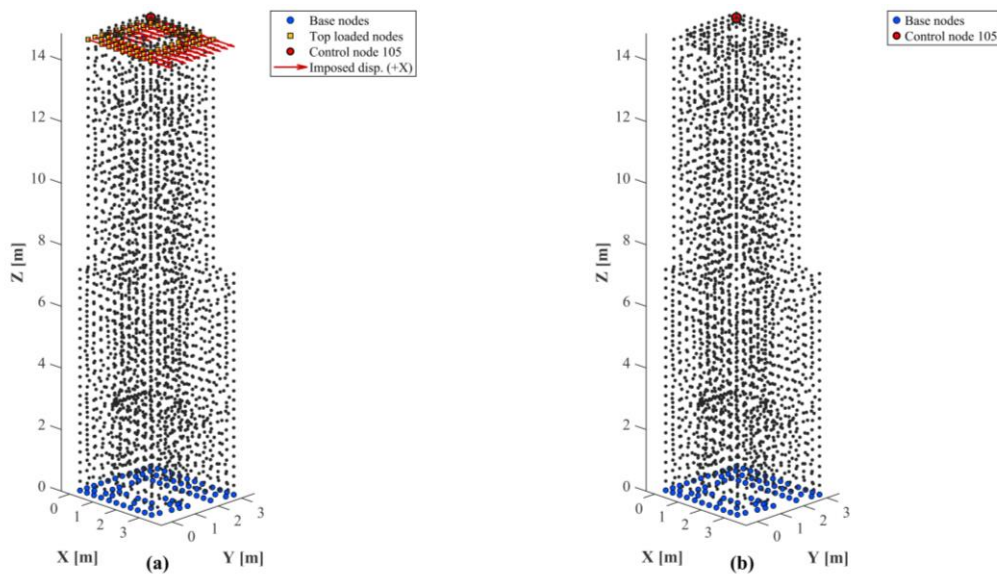 Base nodes
Top loaded nodes
Control node 105
Imposed disp. (+X)
14
12
10
8
6
4
2
0
Z [m]
0
1
2
3
X [m]
0
1
2
3
Y [m]
(a)
Base nodes
Control node 105
14
12
10
8
6
4
2
0
Z [m]
0
1
2
3
X [m]
0
1
2
3
Y [m]
(b)